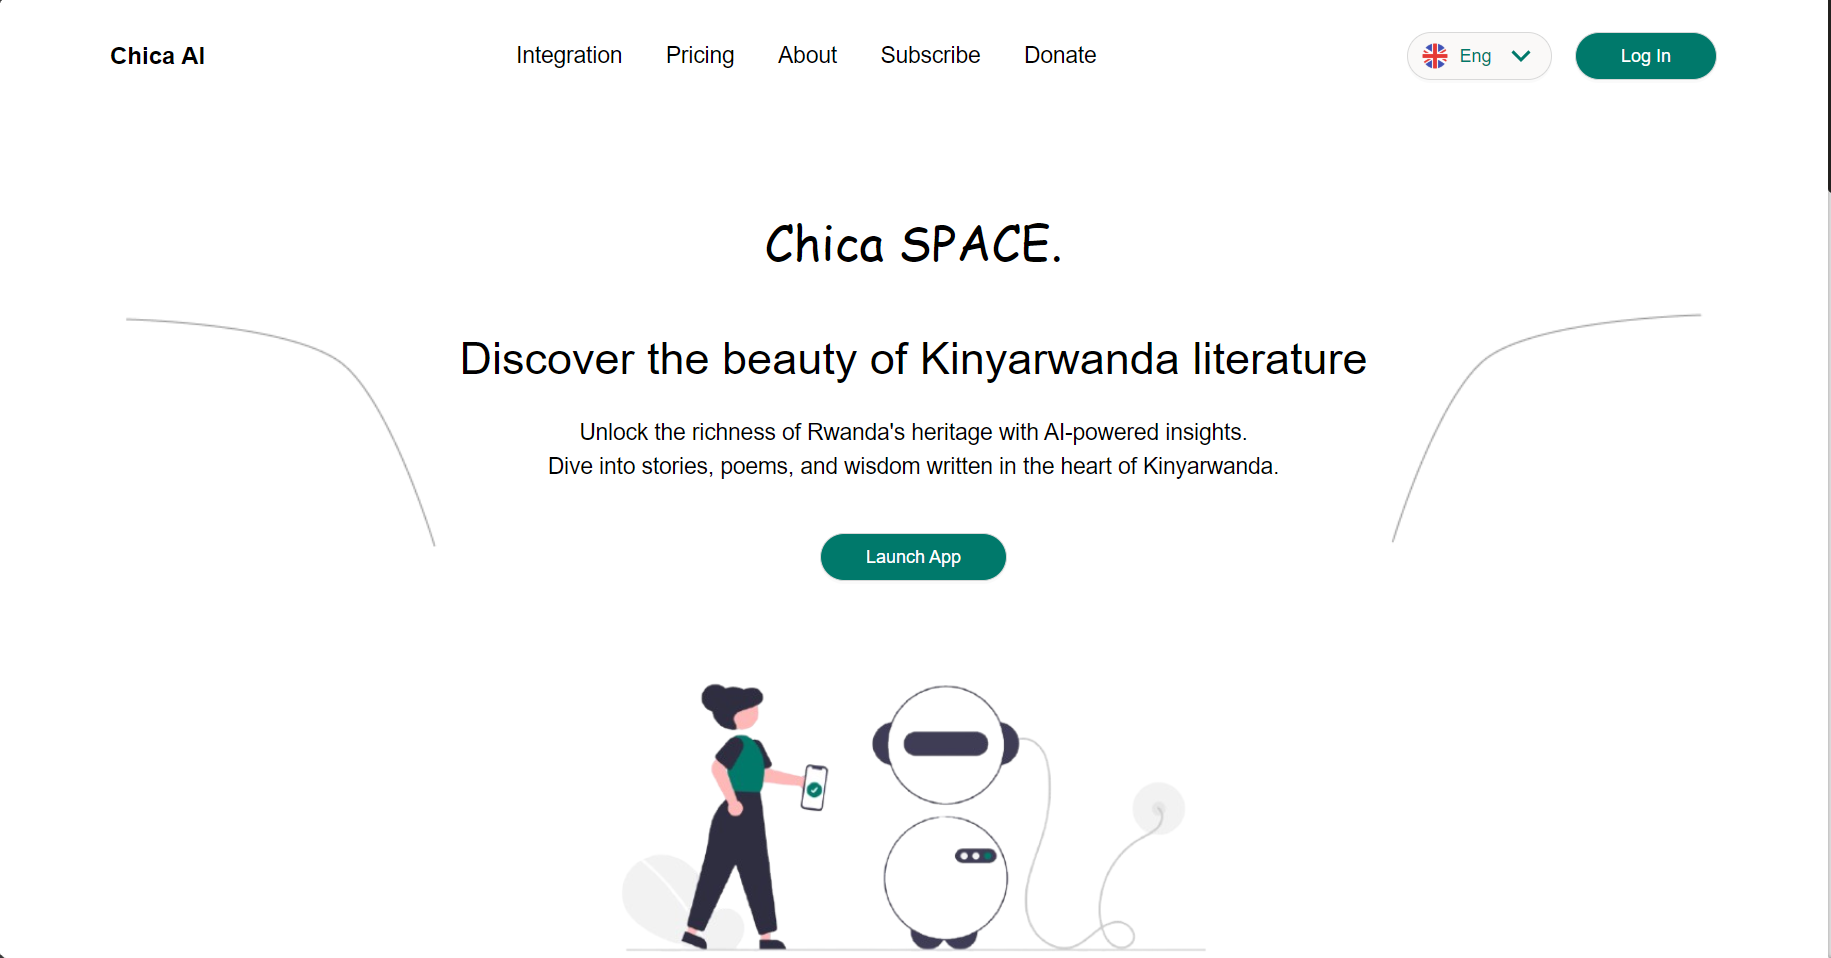 Chica AI
Integration
Pricing
About
Subscribe
Donate
Eng
Log In
Chica SPACE.
Discover the beauty of Kinyarwanda literature
Unlock the richness of Rwanda's heritage with AI-powered insights.
Dive into stories, poems, and wisdom written in the heart of Kinyarwanda.
Launch App